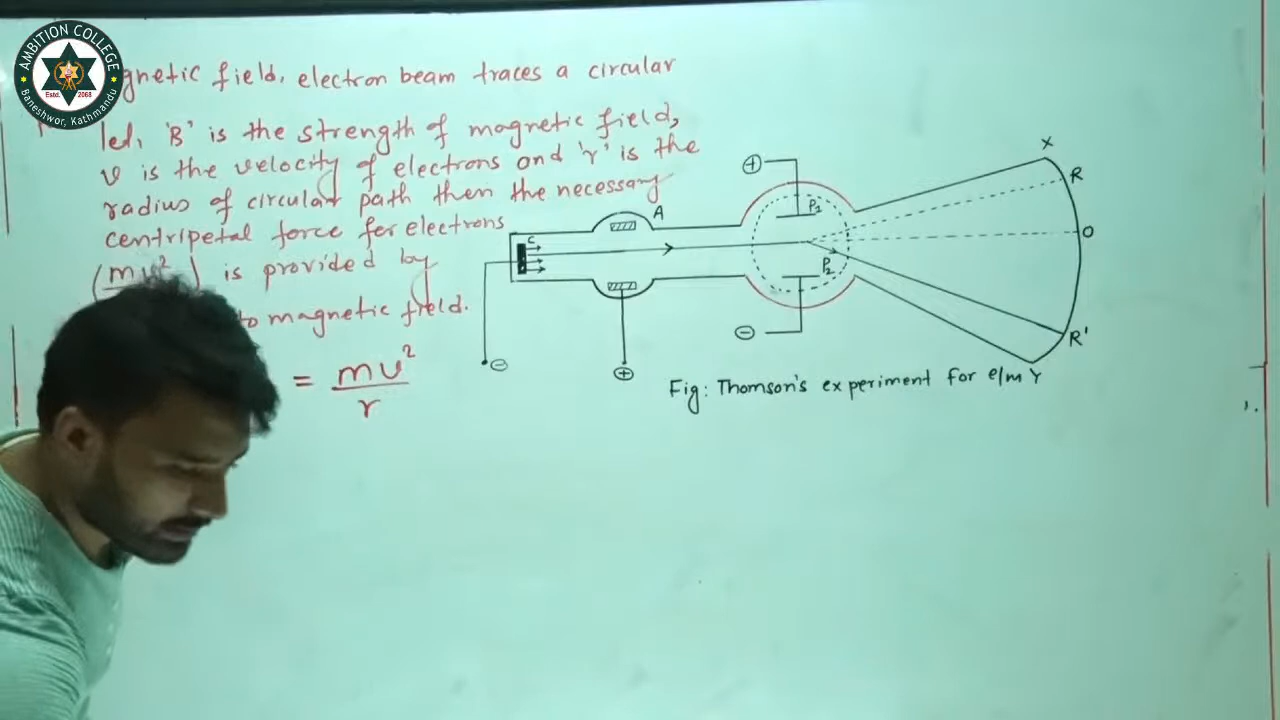 AMBITION COLLEGE
Estd. 2068
Baneshwor, Kathmandu
gnetic field, electron beam traces a circular
let, 'B' is the strength of magnetic field,
v is the velocity of electrons and 'r' is the
radius of circular path then the necessary
centripetal force for electrons
(mv²) is provided by
to magnetic field.
= mv²/r
X
R
O
R'
Y
A
C
P₁
P₂
+
−
−
+
Fig: Thomson's experiment for e/m